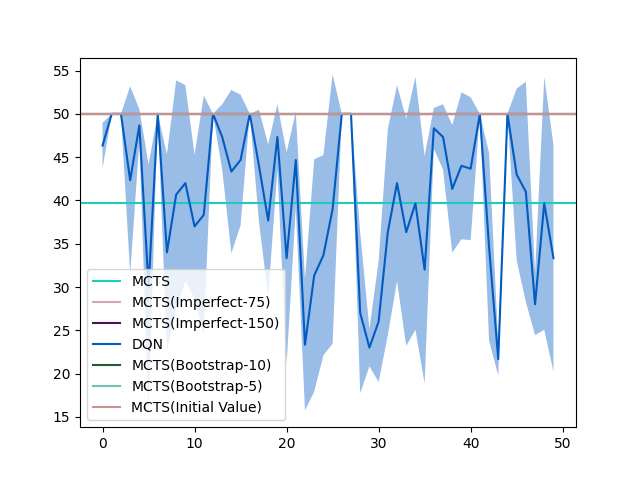 55
50
45
40
35
30
25
20
15
MCTS
MCTS(Imperfect-75)
MCTS(Imperfect-150)
DQN
MCTS(Bootstrap-10)
MCTS(Bootstrap-5)
MCTS(Initial Value)
0 10 20 30 40 50